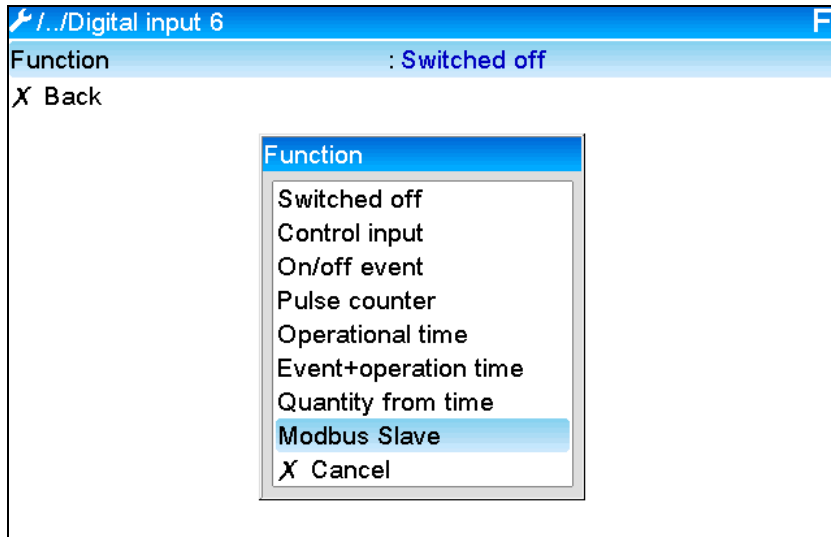 /../Digital input 6 F
Function : Switched off
X Back
Function
Switched off
Control input
On/off event
Pulse counter
Operational time
Event+operation time
Quantity from time
Modbus Slave
X Cancel